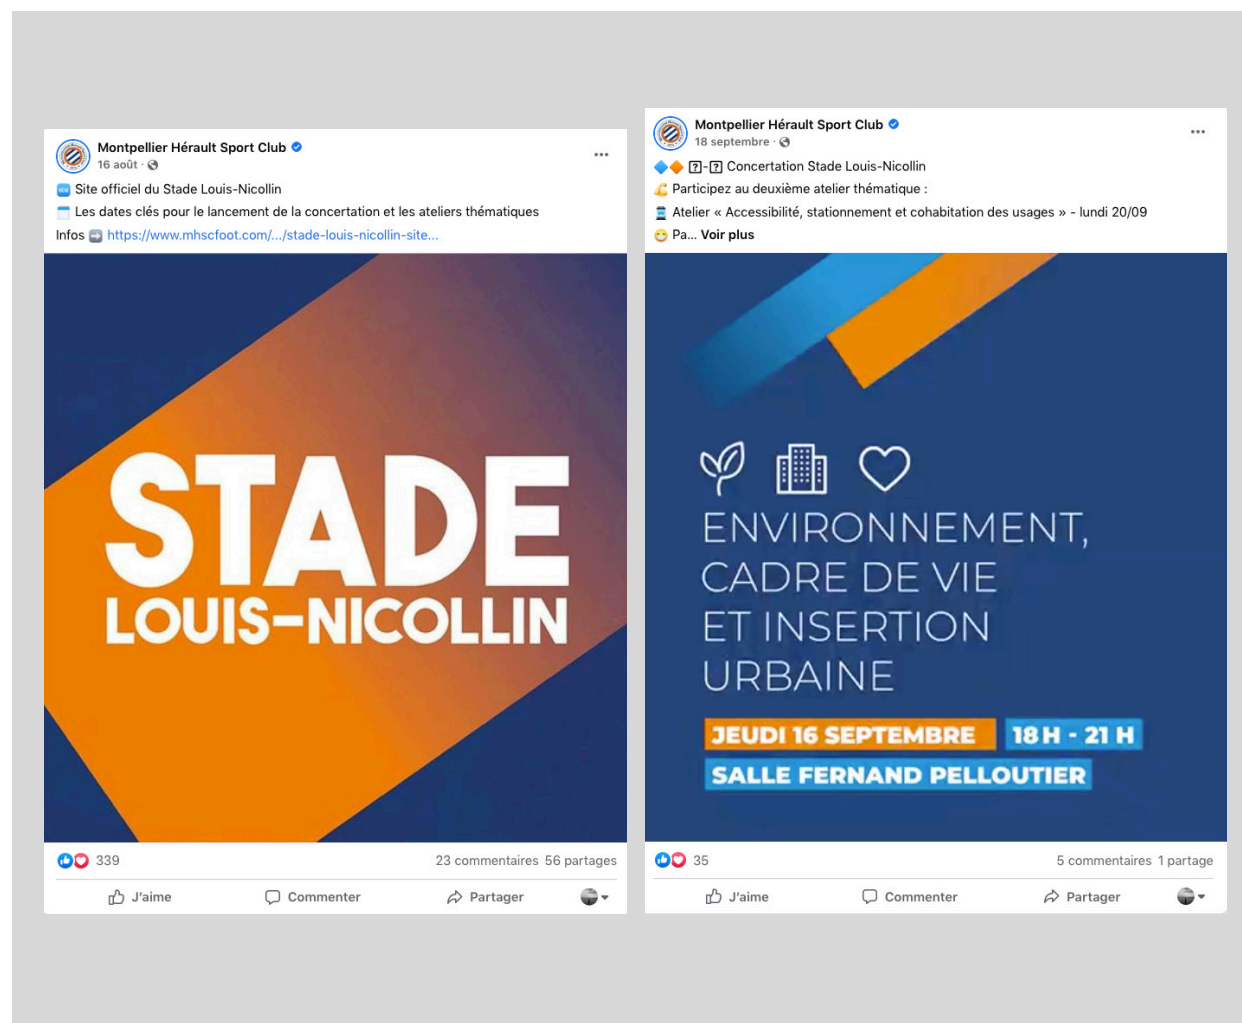 Montpellier Hérault Sport Club
16 août ·
Site officiel du Stade Louis-Nicollin
Les dates clés pour le lancement de la concertation et les ateliers thématiques
Infos ➡️ https://www.mhscfoot.com/.../stade-louis-nicollin-site...
STADE
LOUIS-NICOLLIN
339
23 commentaires 56 partages
J'aime Commenter Partager
Montpellier Hérault Sport Club
18 septembre ·
🔷🔶 ?-? Concertation Stade Louis-Nicollin
Participez au deuxième atelier thématique :
Atelier « Accessibilité, stationnement et cohabitation des usages » - lundi 20/09
Pa... Voir plus
ENVIRONNEMENT,
CADRE DE VIE
ET INSERTION
URBAINE
JEUDI 16 SEPTEMBRE 18H - 21 H
SALLE FERNAND PELLOUTIER
35
5 commentaires 1 partage
J'aime Commenter Partager